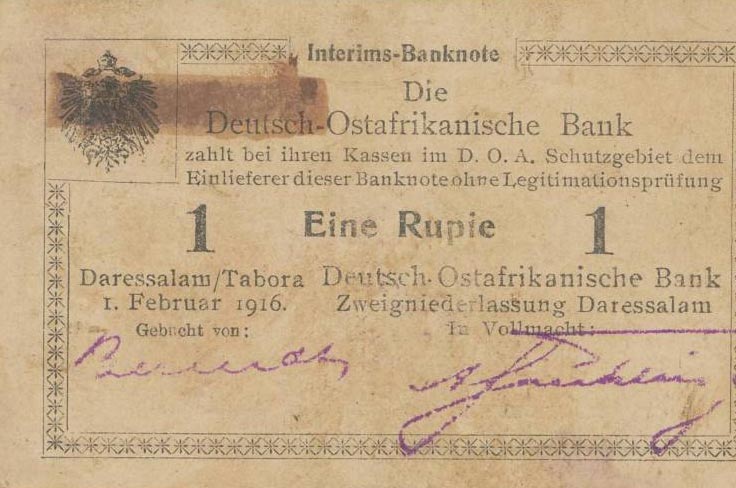 Interims-Banknote
Die
Deutsch-Ostafrikanische Bank
zahlt bei ihren Kassen im D. O. A. Schutzgebiet dem
Einlieferer dieser Banknote ohne Legitimationsprüfung
1 Eine Rupie 1
Daressalam/Tabora
1. Februar 1916.
Gebucht von:
Deutsch-Ostafrikanische Bank
Zweigniederlassung Daressalam
In Vollmacht: